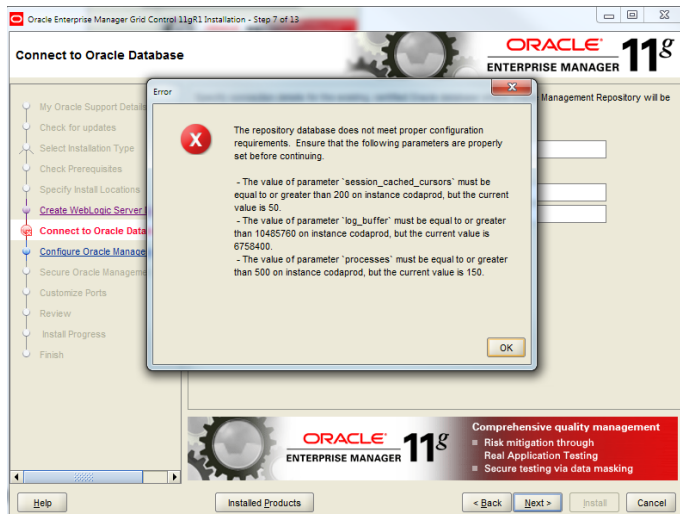 Oracle Enterprise Manager Grid Control 11gR1 Installation - Step 7 of 13
Connect to Oracle Database
ORACLE
ENTERPRISE MANAGER 11g
My Oracle Support Details
Check for updates
Select Installation Type
Check Prerequisites
Specify Install Locations
Create WebLogic Server
Connect to Oracle Data
Configure Oracle Manage
Secure Oracle Manageme
Customize Ports
Review
Install Progress
Finish
Management Repository will be
Error
The repository database does not meet proper configuration
requirements. Ensure that the following parameters are properly
set before continuing.
- The value of parameter `session_cached_cursors` must be
equal to or greater than 200 on instance codaprod, but the current
value is 50.
- The value of parameter `log_buffer` must be equal to or greater
than 10485760 on instance codaprod, but the current value is
6758400.
- The value of parameter `processes` must be equal to or greater
than 500 on instance codaprod, but the current value is 150.
OK
ORACLE
ENTERPRISE MANAGER 11g
Comprehensive quality management
Risk mitigation through
Real Application Testing
Secure testing via data masking
Help
Installed Products
< Back
Next >
Install
Cancel